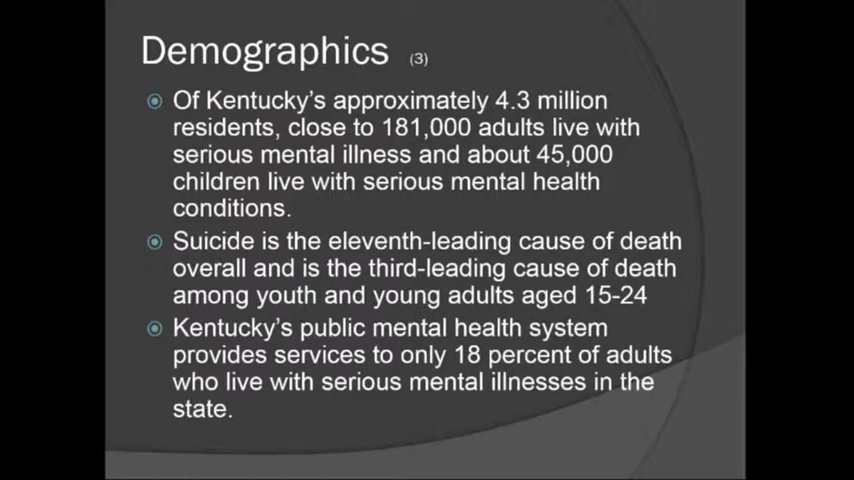 Demographics (3)
Of Kentucky's approximately 4.3 million
residents, close to 181,000 adults live with
serious mental illness and about 45,000
children live with serious mental health
conditions.
Suicide is the eleventh-leading cause of death
overall and is the third-leading cause of death
among youth and young adults aged 15-24
Kentucky's public mental health system
provides services to only 18 percent of adults
who live with serious mental illnesses in the
state.